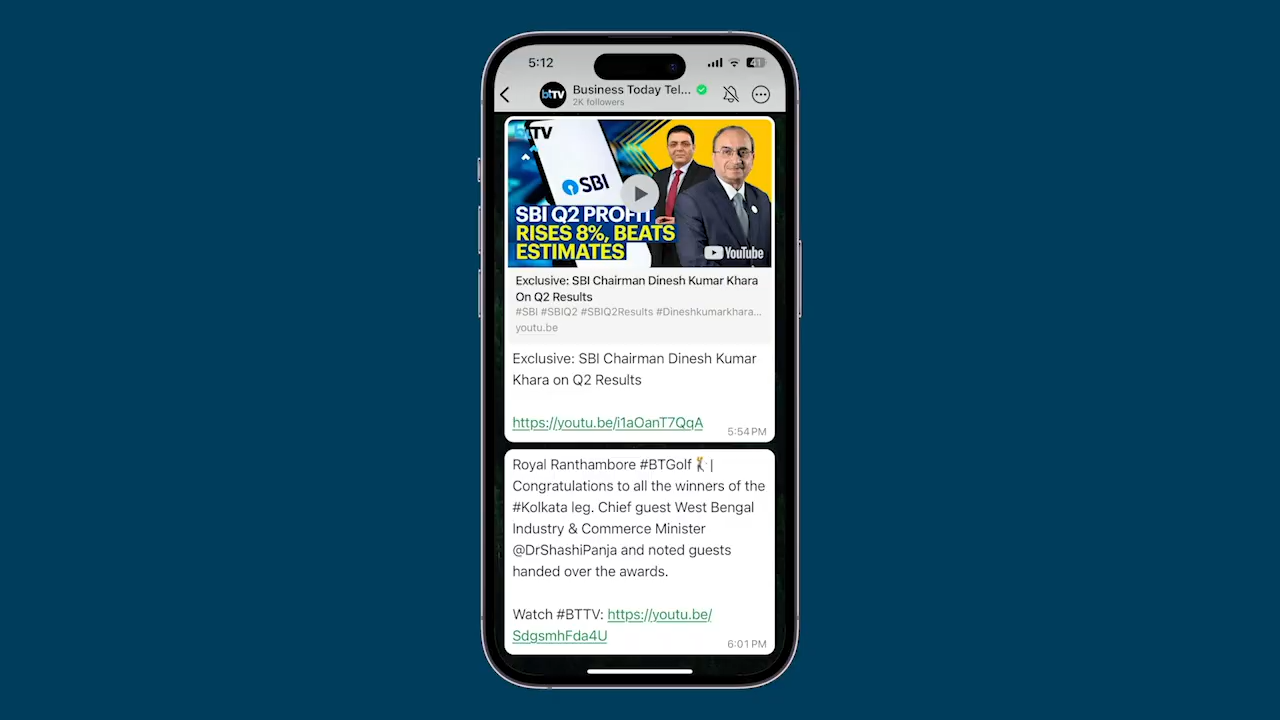 5:12
41
btTV
Business Today Tel...
2K followers
btTV
SBI
SBI Q2 PROFIT
RISES 8%, BEATS
ESTIMATES
YouTube
Exclusive: SBI Chairman Dinesh Kumar Khara
On Q2 Results
#SBI #SBIQ2 #SBIQ2Results #Dineshkumarkhara...
youtu.be
Exclusive: SBI Chairman Dinesh Kumar
Khara on Q2 Results
https://youtu.be/i1aOanT7QqA
5:54 PM
Royal Ranthambore #BTGolf🏌|
Congratulations to all the winners of the
#Kolkata leg. Chief guest West Bengal
Industry & Commerce Minister
@DrShashiPanja and noted guests
handed over the awards.
Watch #BTTV: https://youtu.be/
SdgsmhFda4U
6:01 PM